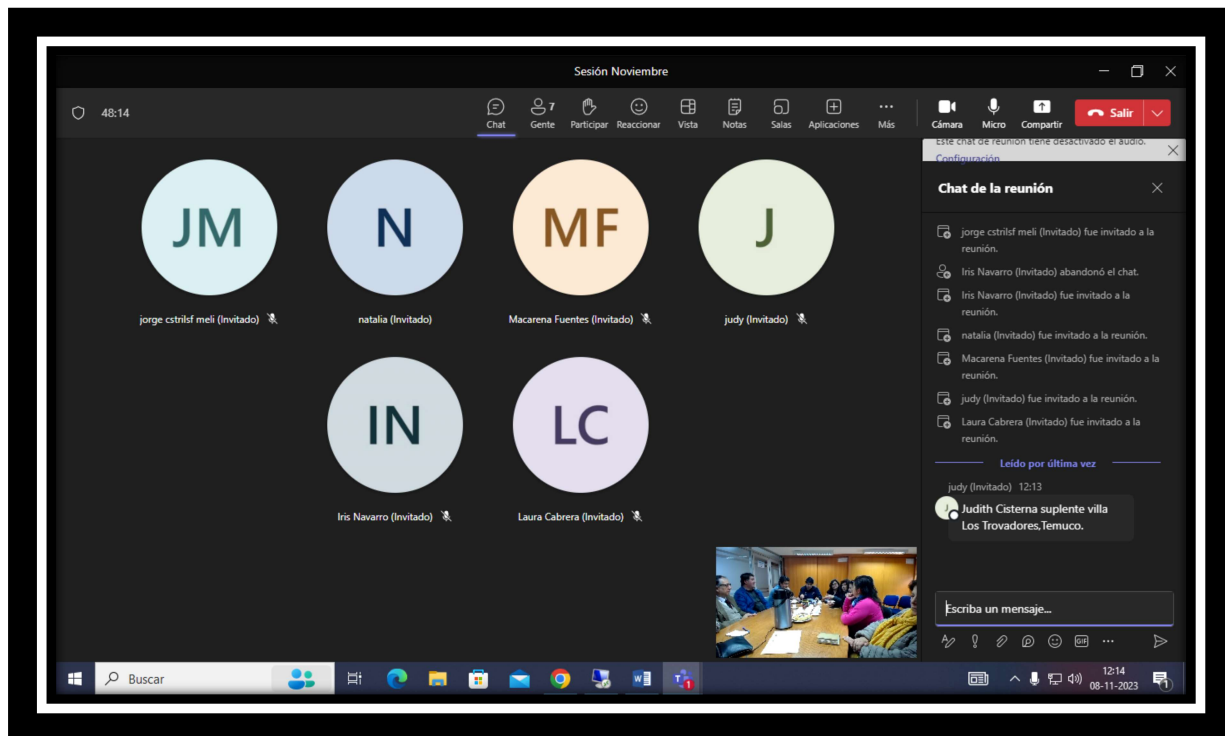 Sesión Noviembre
48:14
Chat
7
Gente
Participar
Reaccionar
Vista
Notas
Salas
Aplicaciones
Más
Cámara
Micro
Compartir
Salir
JM
jorge cstrilsf meli (Invitado)
N
natalia (Invitado)
MF
Macarena Fuentes (Invitado)
J
judy (Invitado)
IN
Iris Navarro (Invitado)
LC
Laura Cabrera (Invitado)
Este chat de reunión tiene desactivado el audio.
Configuración
Chat de la reunión
jorge cstrilsf meli (Invitado) fue invitado a la
reunión.
Iris Navarro (Invitado) abandonó el chat.
Iris Navarro (Invitado) fue invitado a la
reunión.
natalia (Invitado) fue invitado a la reunión.
Macarena Fuentes (Invitado) fue invitado a la
reunión.
judy (Invitado) fue invitado a la reunión.
Laura Cabrera (Invitado) fue invitado a la
reunión.
Leído por última vez
judy (Invitado) 12:13
J
Judith Cisterna suplente villa
Los Trovadores,Temuco.
Escriba un mensaje...
GIF
Buscar
W
T
1
12:14
08-11-2023
1